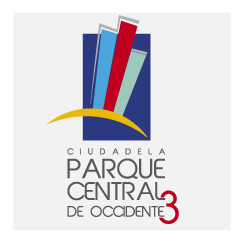 CIUDADELA
PARQUE
CENTRAL
DE OCCIDENTE 3